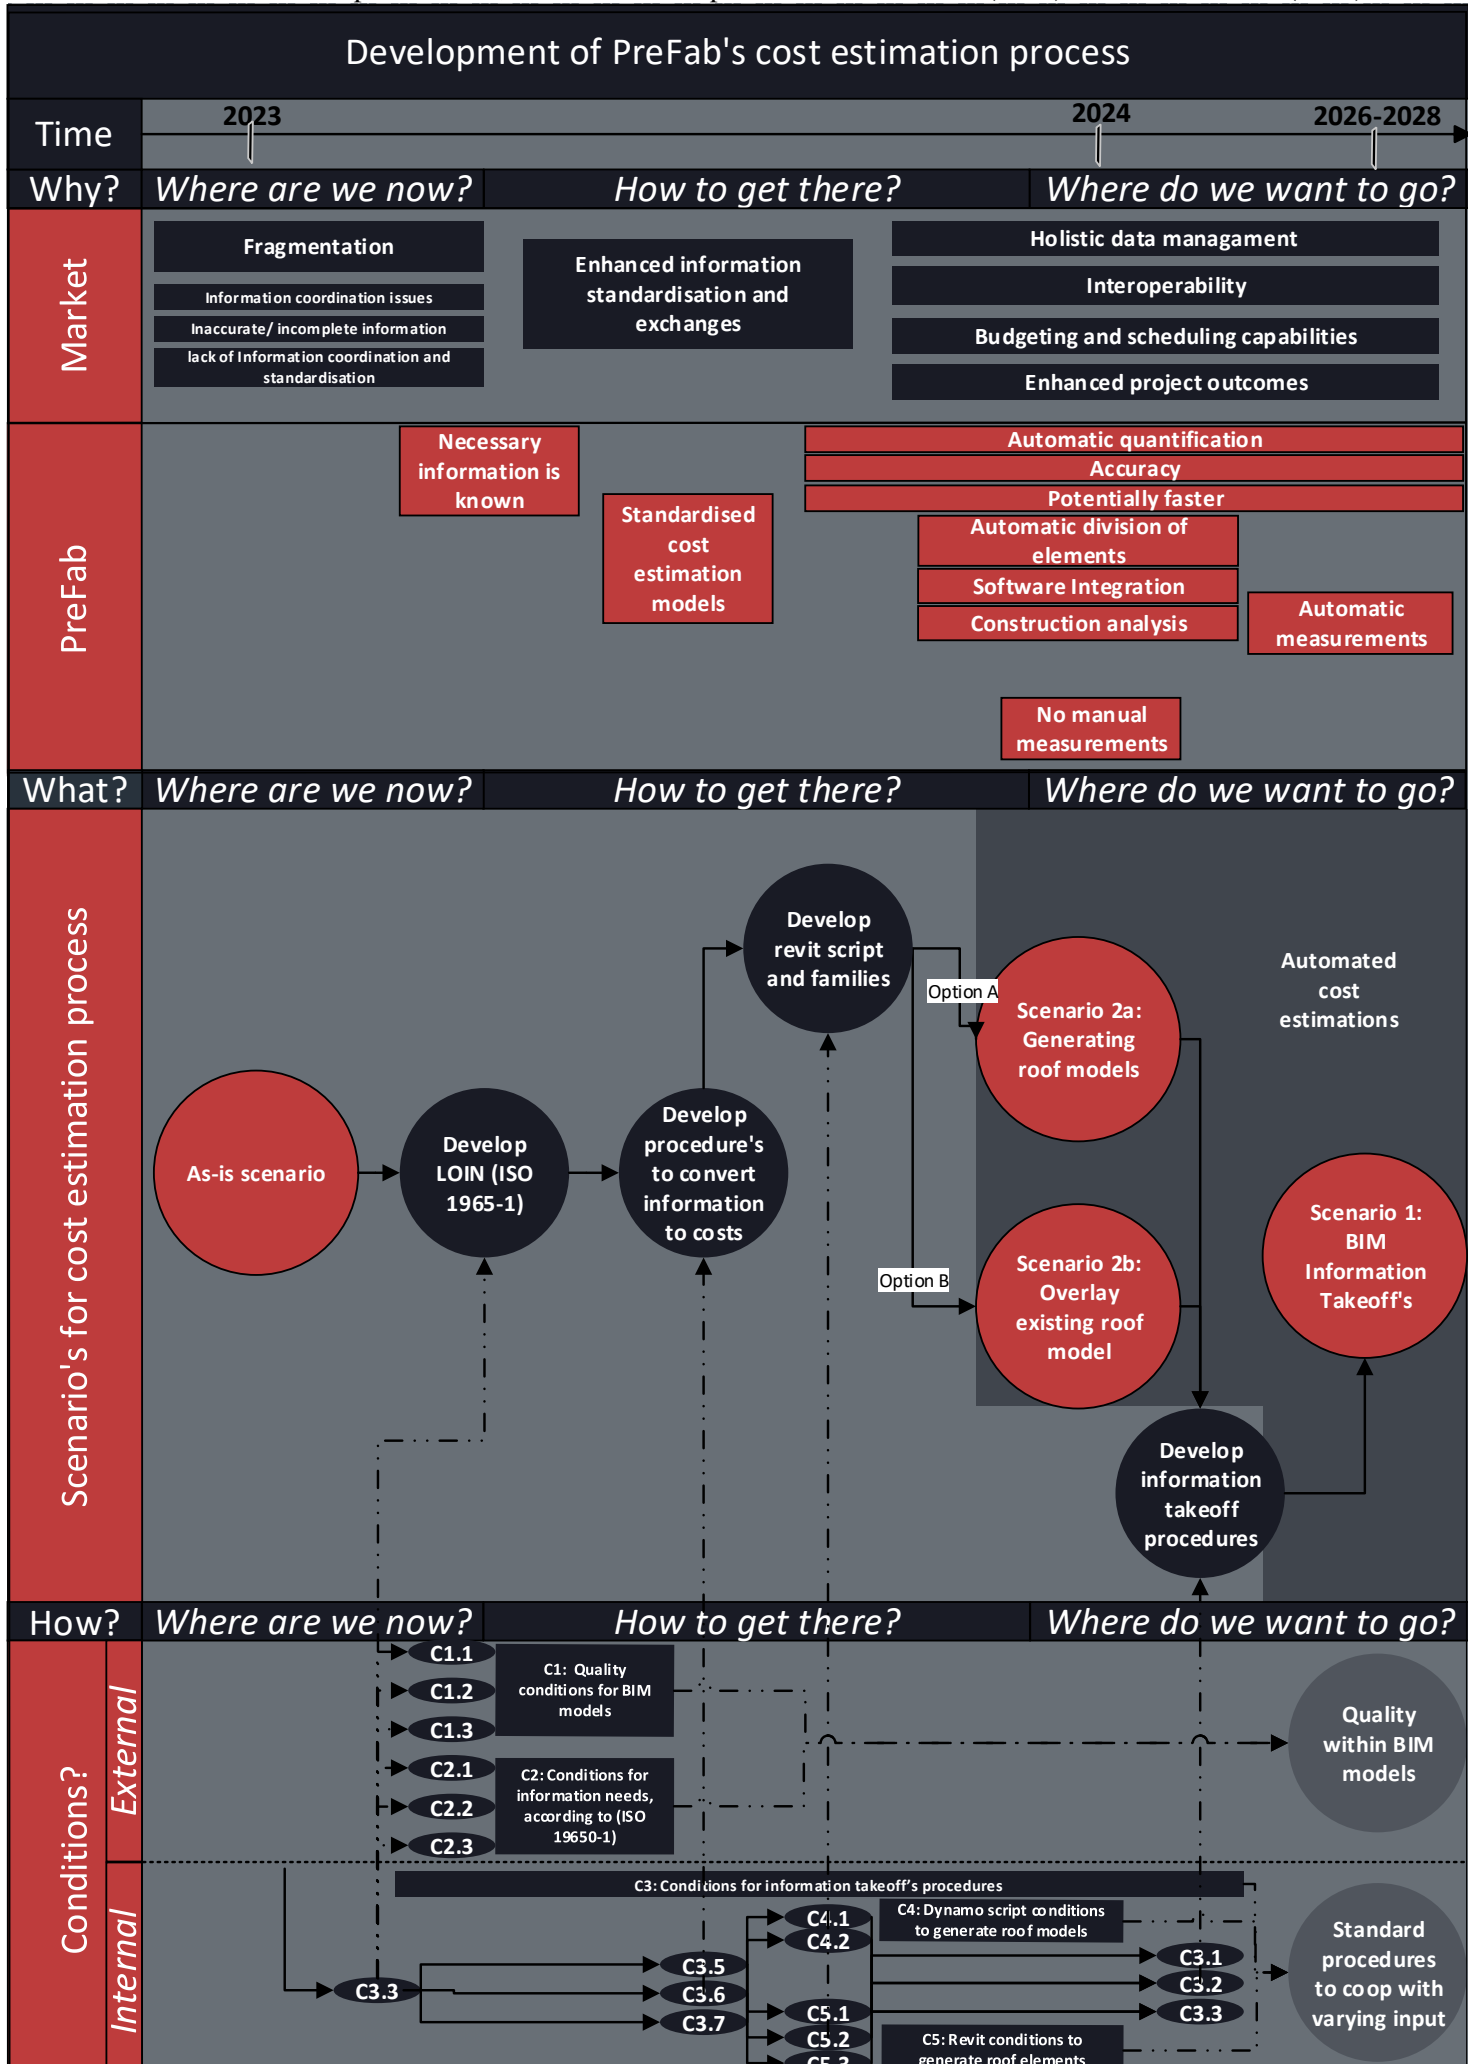 Development of PreFab's cost estimation process
Time
2023
2024
2026-2028
Why?
Where are we now?
How to get there?
Where do we want to go?
Market
Fragmentation
Information coordination issues
Inaccurate/ incomplete information
lack of Information coordination and
standardisation
Enhanced information
standardisation and
exchanges
Holistic data managament
Interoperability
Budgeting and scheduling capabilities
Enhanced project outcomes
PreFab
Necessary
information is
known
Standardised
cost
estimation
models
Automatic quantification
Accuracy
Potentially faster
Automatic division of
elements
Software Integration
Construction analysis
Automatic
measurements
No manual
measurements
What?
Where are we now?
How to get there?
Where do we want to go?
Scenario's for cost estimation process
As-is scenario
Develop
LOIN (ISO
1965-1)
Develop
procedure's
to convert
information
to costs
Develop
revit script
and families
Option A
Option B
Scenario 2a:
Generating
roof models
Scenario 2b:
Overlay
existing roof
model
Automated
cost
estimations
Scenario 1:
BIM
Information
Takeoff's
Develop
information
takeoff
procedures
How?
Where are we now?
How to get there?
Where do we want to go?
Conditions?
External
C1.1
C1.2
C1.3
C2.1
C2.2
C2.3
C1: Quality
conditions for BIM
models
C2: Conditions for
information needs,
according to (ISO
19650-1)
Quality
within BIM
models
Internal
C3: Conditions for information takeoff's procedures
C3.3
C3.5
C3.6
C3.7
C4.1
C4.2
C5.1
C5.2
C5.3
C4: Dynamo script conditions
to generate roof models
C5: Revit conditions to
generate roof elements
C3.1
C3.2
C3.3
Standard
procedures
to coop with
varying input